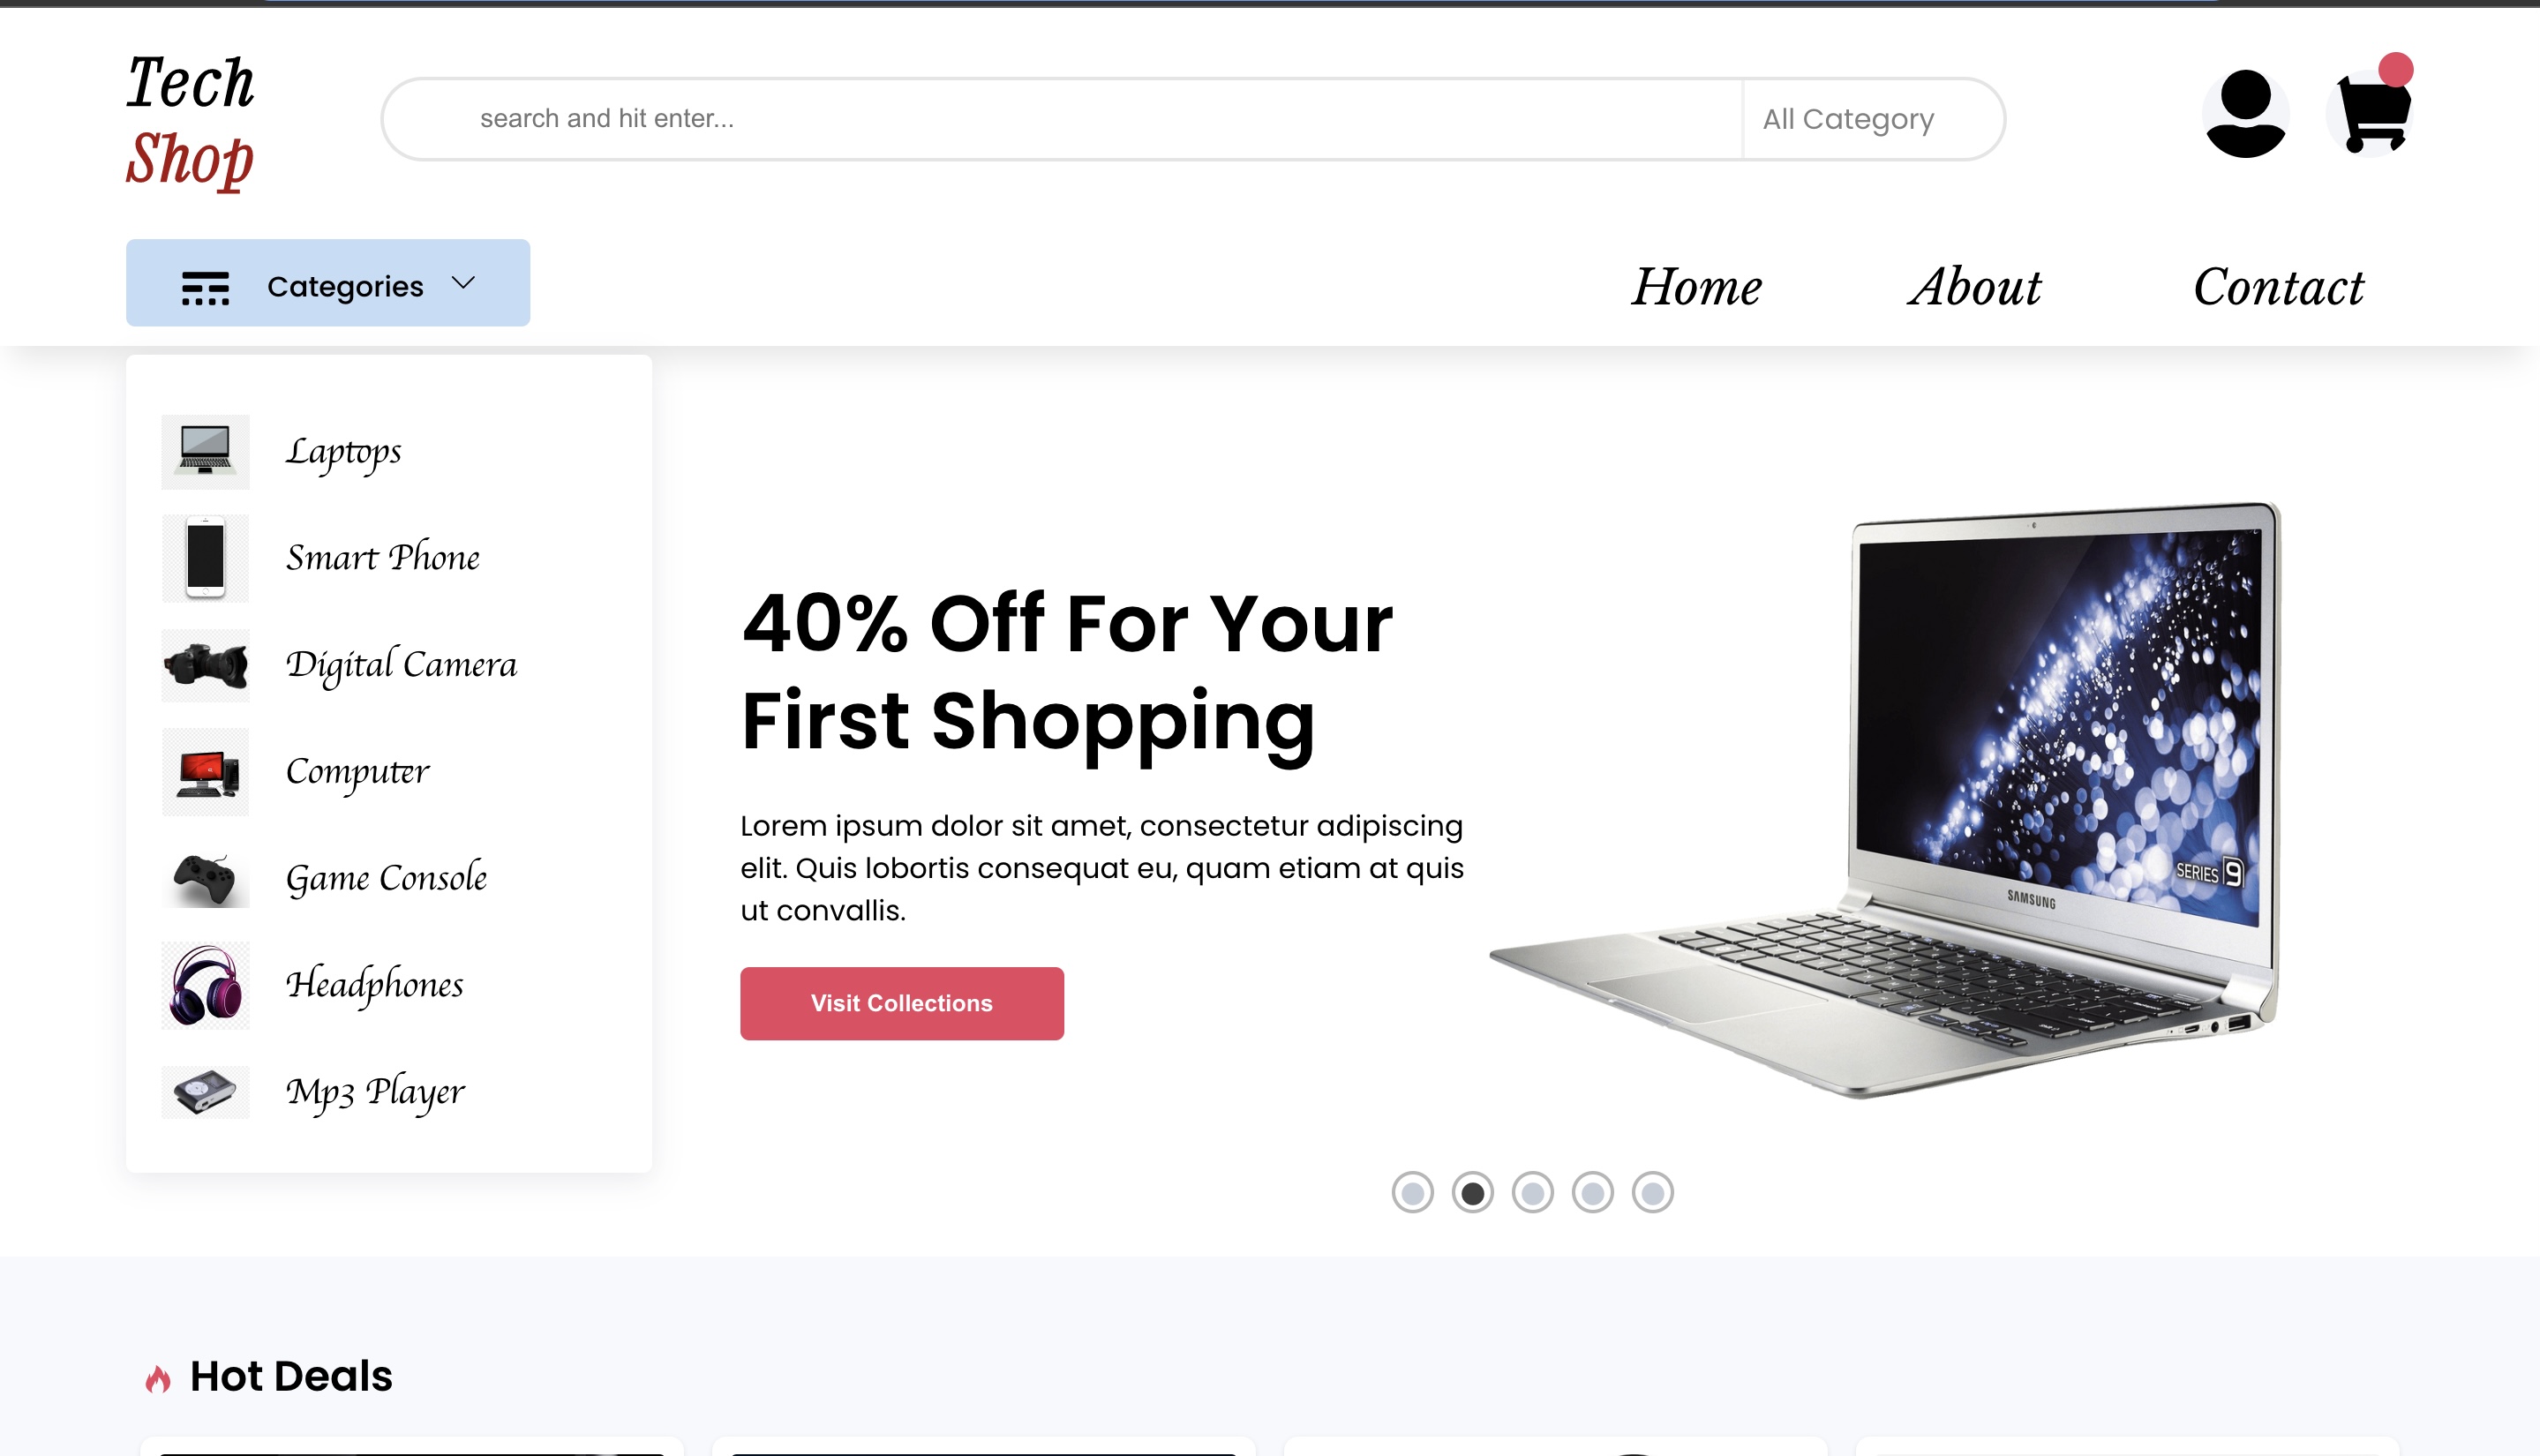 Tech
Shop
search and hit enter...
All Category
Categories
Home
About
Contact
Laptops
Smart Phone
Digital Camera
Computer
Game Console
Headphones
Mp3 Player
40% Off For Your
First Shopping
Lorem ipsum dolor sit amet, consectetur adipiscing
elit. Quis lobortis consequat eu, quam etiam at quis
ut convallis.
Visit Collections
SERIES 9
SAMSUNG
Hot Deals